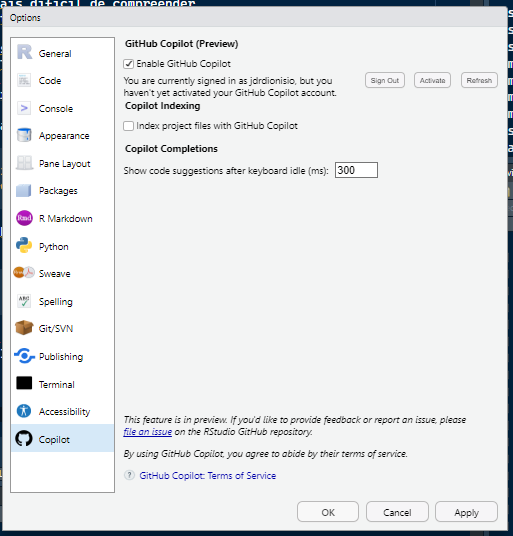 ais difícil de compreender
Options
General
Code
Console
Appearance
Pane Layout
Packages
R Markdown
Python
Sweave
Spelling
Git/SVN
Publishing
Terminal
Accessibility
Copilot
GitHub Copilot (Preview)
Enable GitHub Copilot
You are currently signed in as jdrdionisio, but you
haven't yet activated your GitHub Copilot account.
Sign Out
Activate
Refresh
Copilot Indexing
Index project files with GitHub Copilot
Copilot Completions
Show code suggestions after keyboard idle (ms):
300
This feature is in preview. If you'd like to provide feedback or report an issue, please
file an issue on the RStudio GitHub repository.
By using GitHub Copilot, you agree to abide by their terms of service.
? GitHub Copilot: Terms of Service
OK
Cancel
Apply